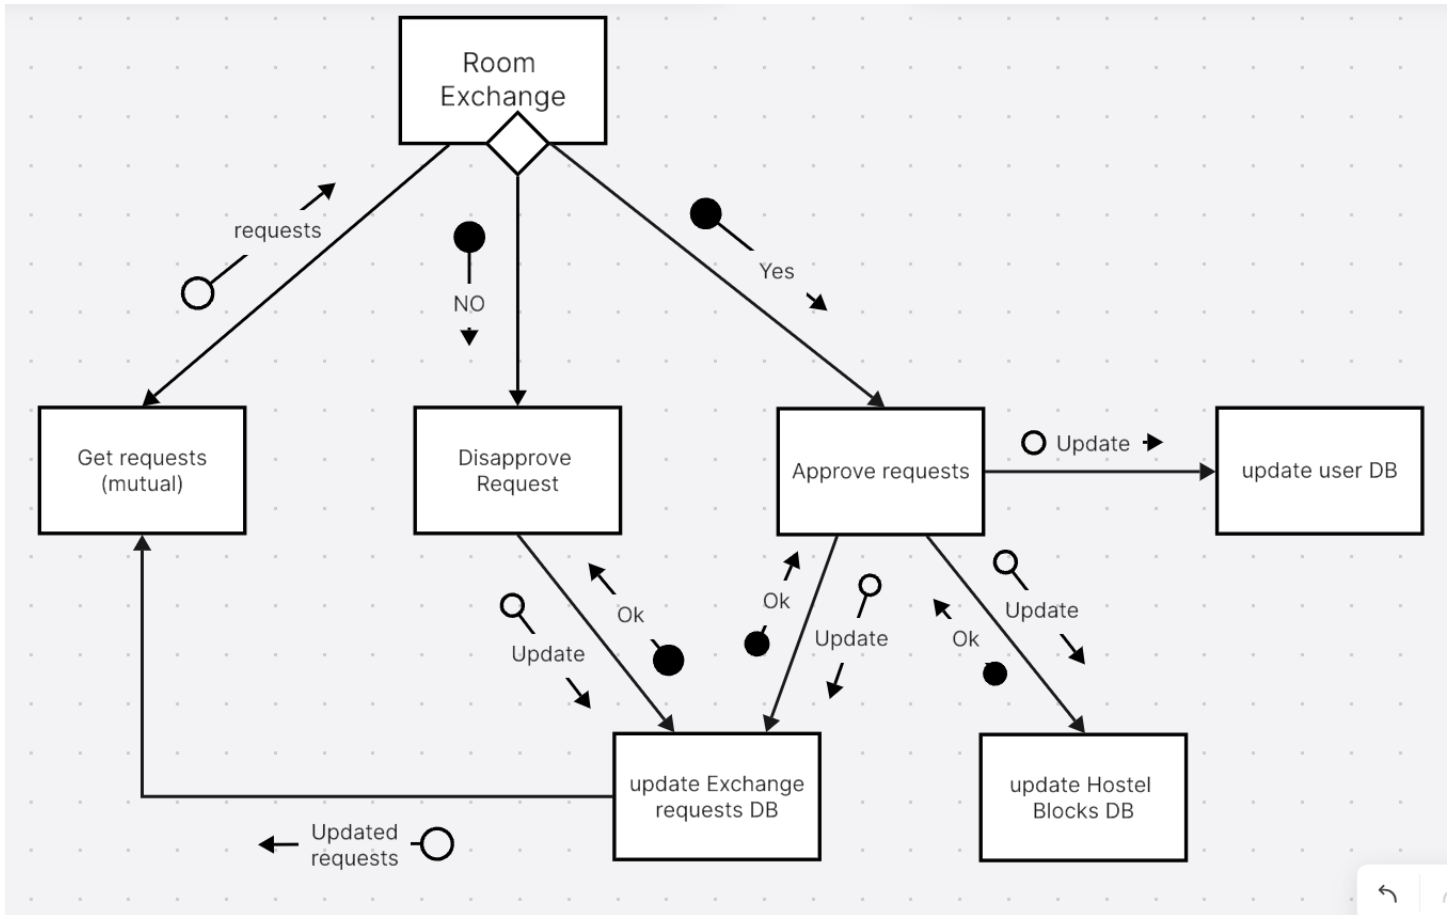 Room
Exchange
requests
NO
Yes
Get requests
(mutual)
Disapprove
Request
Approve requests
Update
update user DB
Update
Ok
Ok
Update
Ok
Update
update Exchange
requests DB
update Hostel
Blocks DB
Updated
requests